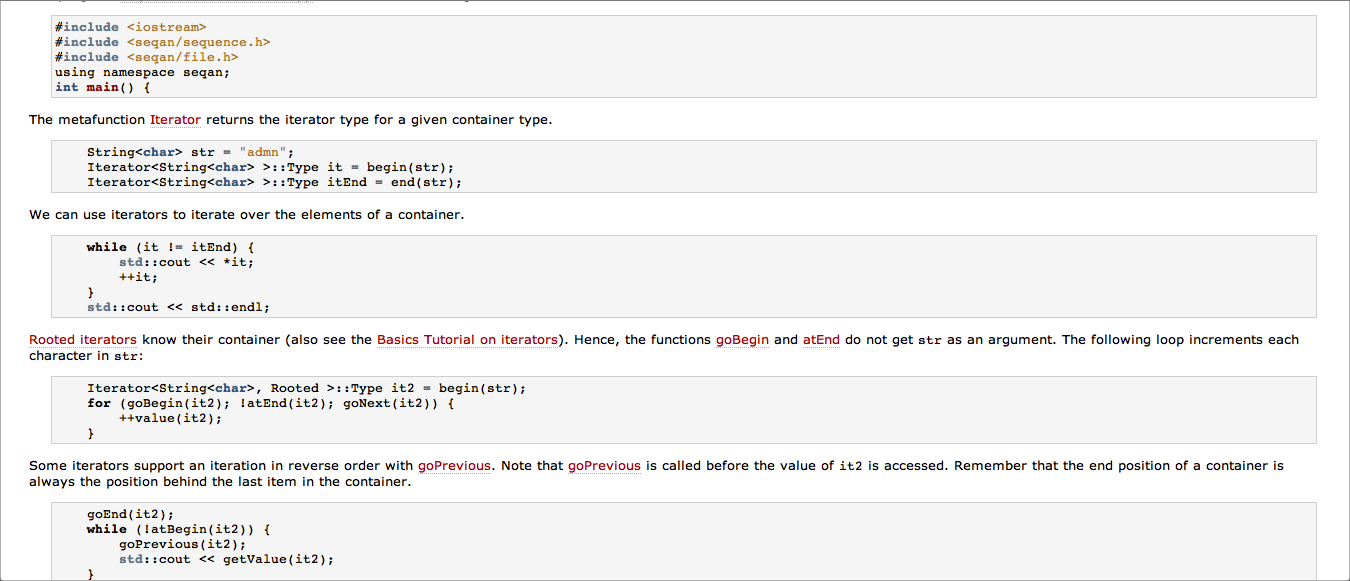 #include <iostream>
#include <seqan/sequence.h>
#include <seqan/file.h>
using namespace seqan;
int main() {
The metafunction Iterator returns the iterator type for a given container type.
String<char> str = "admn";
Iterator<String<char> >::Type it = begin(str);
Iterator<String<char> >::Type itEnd = end(str);
We can use iterators to iterate over the elements of a container.
while (it != itEnd) {
std::cout << *it;
++it;
}
std::cout << std::endl;
Rooted iterators know their container (also see the Basics Tutorial on iterators). Hence, the functions goBegin and atEnd do not get str as an argument. The following loop increments each
character in str:
Iterator<String<char>, Rooted >::Type it2 = begin(str);
for (goBegin(it2); !atEnd(it2); goNext(it2)) {
++value(it2);
}
Some iterators support an iteration in reverse order with goPrevious. Note that goPrevious is called before the value of it2 is accessed. Remember that the end position of a container is
always the position behind the last item in the container.
goEnd(it2);
while (!atBegin(it2)) {
goPrevious(it2);
std::cout << getValue(it2);
}